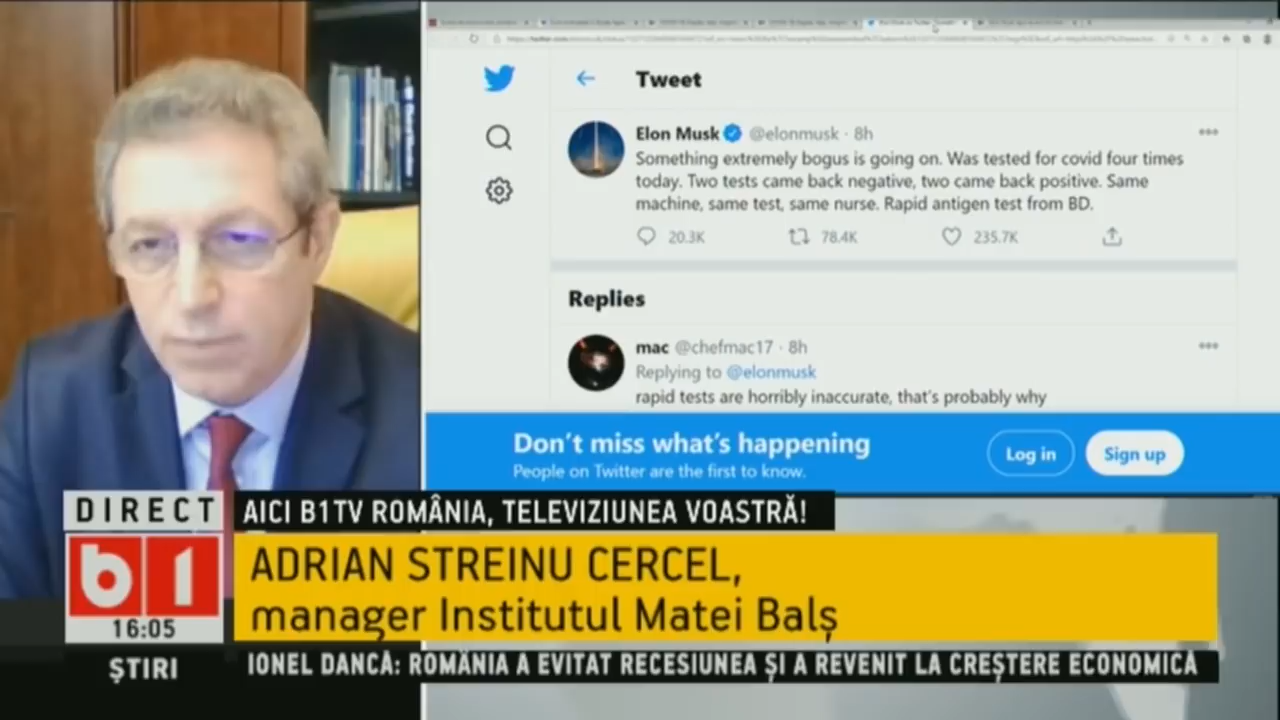 Tweet
Elon Musk @elonmusk · 8h
Something extremely bogus is going on. Was tested for covid four times
today. Two tests came back negative, two came back positive. Same
machine, same test, same nurse. Rapid antigen test from BD.
20.3K 78.4K 235.7K
Replies
mac @chefmac17 · 8h
Replying to @elonmusk
rapid tests are horribly inaccurate, that's probably why
Don't miss what's happening
People on Twitter are the first to know.
Log in Sign up
DIRECT
AICI B1TV ROMÂNIA, TELEVIZIUNEA VOASTRĂ!
b1
16:05
ADRIAN STREINU CERCEL,
manager Institutul Matei Balș
ȘTIRI
IONEL DANCĂ: ROMÂNIA A EVITAT RECESIUNEA ȘI A REVENIT LA CREȘTERE ECONOMICĂ